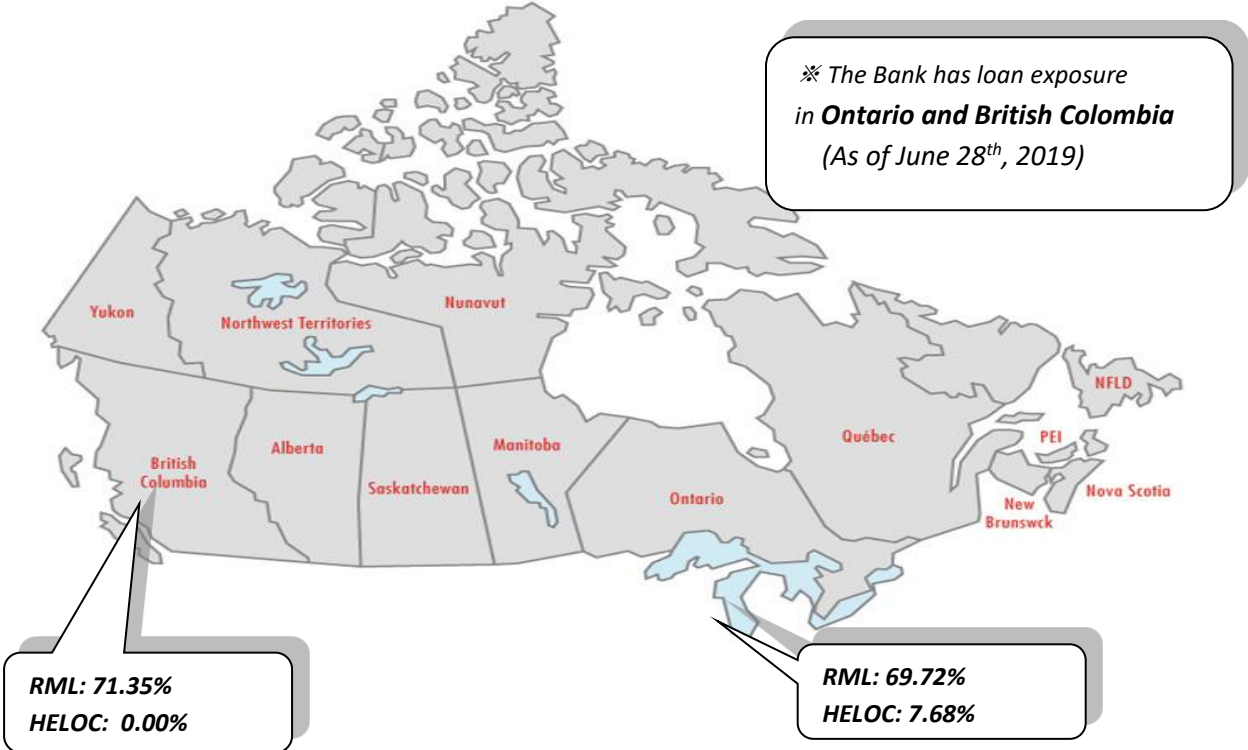 ※ The Bank has loan exposure
in Ontario and British Colombia
(As of June 28th, 2019)
Yukon
Northwest Territories
Nunavut
British
Columbia
Alberta
Saskatchewan
Manitoba
Ontario
Québec
NFLD
PEI
Nova Scotia
New
Brunswck
RML: 71.35%
HELOC: 0.00%
RML: 69.72%
HELOC: 7.68%